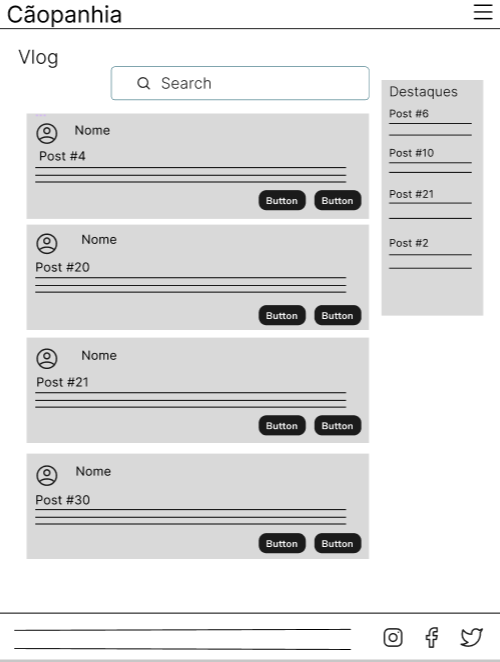 Cãopanhia
Vlog
Search
Nome
Post #4
Button Button
Nome
Post #20
Button Button
Nome
Post #21
Button Button
Nome
Post #30
Button Button
Destaques
Post #6
Post #10
Post #21
Post #2